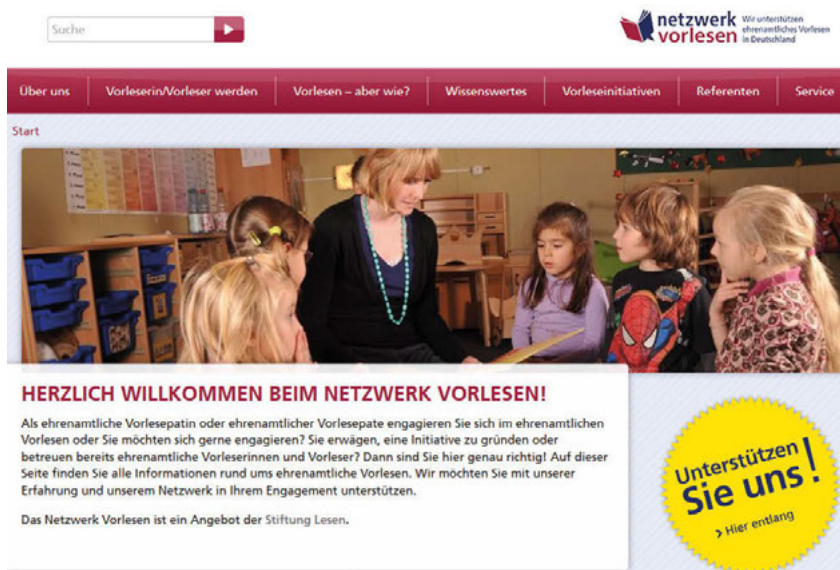 Suche
netzwerk
vorlesen
Wir unterstützen
ehrenamtliches Vorlesen
in Deutschland
Über uns
Vorleserin/Vorleser werden
Vorlesen – aber wie?
Wissenswertes
Vorleseinitiativen
Referenten
Service
Start
HERZLICH WILLKOMMEN BEIM NETZWERK VORLESEN!
Als ehrenamtliche Vorlesepatin oder ehrenamtlicher Vorlesepate engagieren Sie sich im ehrenamtlichen
Vorlesen oder Sie möchten sich gerne engagieren? Sie erwägen, eine Initiative zu gründen oder
betreuen bereits ehrenamtliche Vorleserinnen und Vorleser? Dann sind Sie hier genau richtig! Auf dieser
Seite finden Sie alle Informationen rund ums ehrenamtliche Vorlesen. Wir möchten Sie mit unserer
Erfahrung und unserem Netzwerk in Ihrem Engagement unterstützen.
Das Netzwerk Vorlesen ist ein Angebot der Stiftung Lesen.
Unterstützen
Sie uns!
> Hier entlang